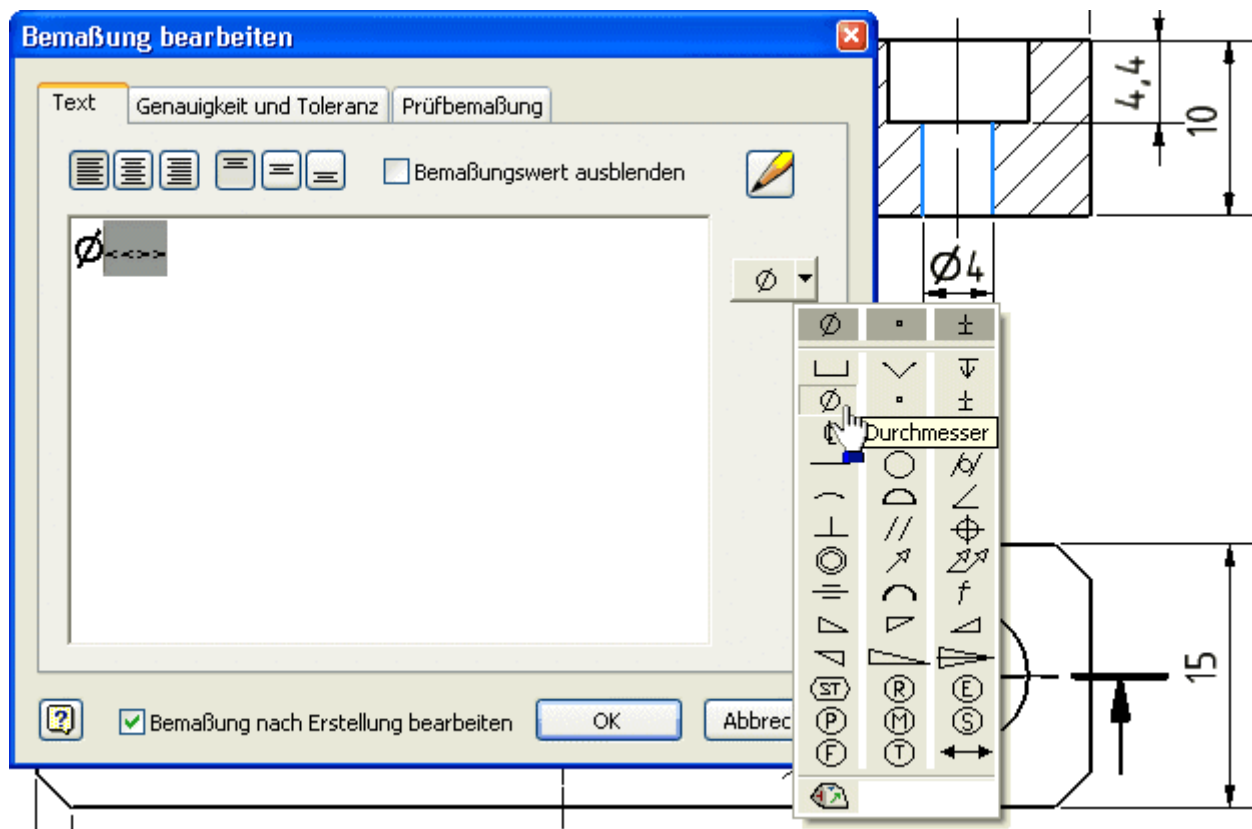 Bemaßung bearbeiten
Text
Genauigkeit und Toleranz
Prüfbemaßung
Bemaßungswert ausblenden
Ø<<>>
Ø
Durchmesser
ST R E
P M S
F T
Bemaßung nach Erstellung bearbeiten
OK
Abbrec
4,4
10
Ø4
15